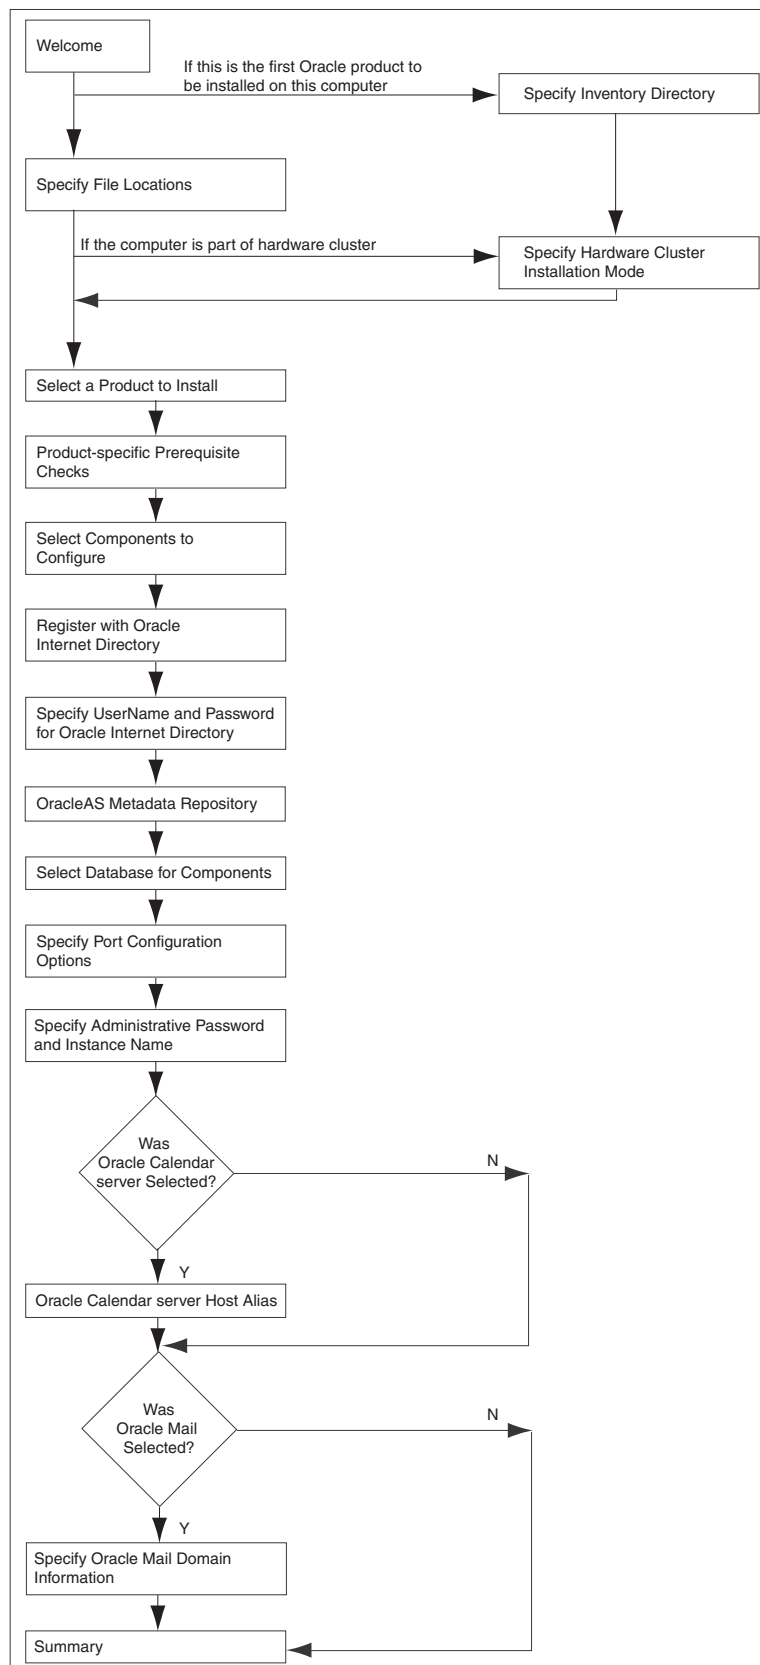 Welcome
If this is the first Oracle product to
be installed on this computer
Specify Inventory Directory
Specify File Locations
If the computer is part of hardware cluster
Specify Hardware Cluster
Installation Mode
Select a Product to Install
Product-specific Prerequisite
Checks
Select Components to
Configure
Register with Oracle
Internet Directory
Specify UserName and Password
for Oracle Internet Directory
OracleAS Metadata Repository
Select Database for Components
Specify Port Configuration
Options
Specify Administrative Password
and Instance Name
Was
Oracle Calendar
server Selected?
N
Y
Oracle Calendar server Host Alias
Was
Oracle Mail
Selected?
N
Y
Specify Oracle Mail Domain
Information
Summary